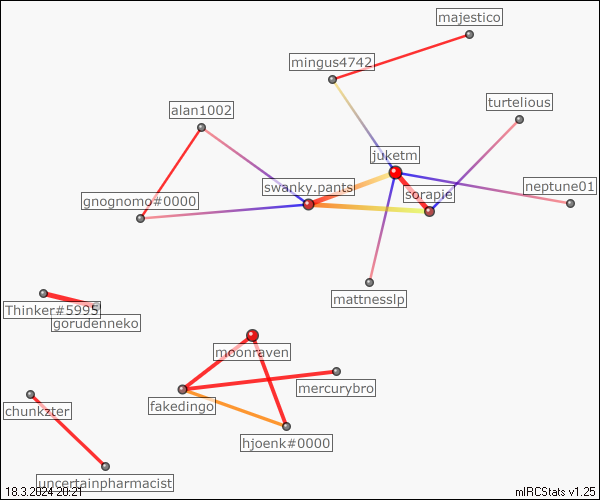 majestico
mingus4742
turtelious
alan1002
juketm
swanky.pants
sorapie
neptune01
gnognomo#0000
mattnesslp
Thinker#5995
gorudenneko
moonraven
mercurybro
fakedingo
chunkzter
hjoenk#0000
uncertainpharmacist
18.3.2024 20:21
mIRCStats v1.25